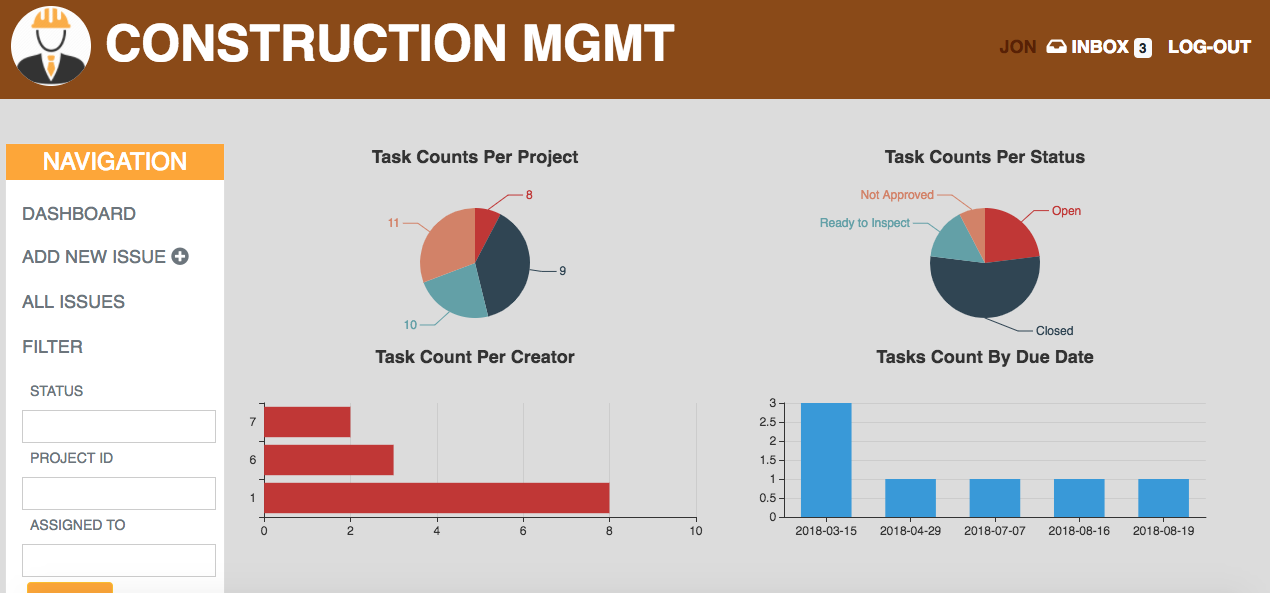 CONSTRUCTION MGMT
JON INBOX 3 LOG-OUT
NAVIGATION
DASHBOARD
ADD NEW ISSUE
ALL ISSUES
FILTER
STATUS
PROJECT ID
ASSIGNED TO
Task Counts Per Project
8
11
9
10
Task Counts Per Status
Not Approved
Open
Ready to Inspect
Closed
Task Count Per Creator
7
6
1
0 2 4 6 8 10
Tasks Count By Due Date
3
2.5
2
1.5
1
0.5
0
2018-03-15 2018-04-29 2018-07-07 2018-08-16 2018-08-19